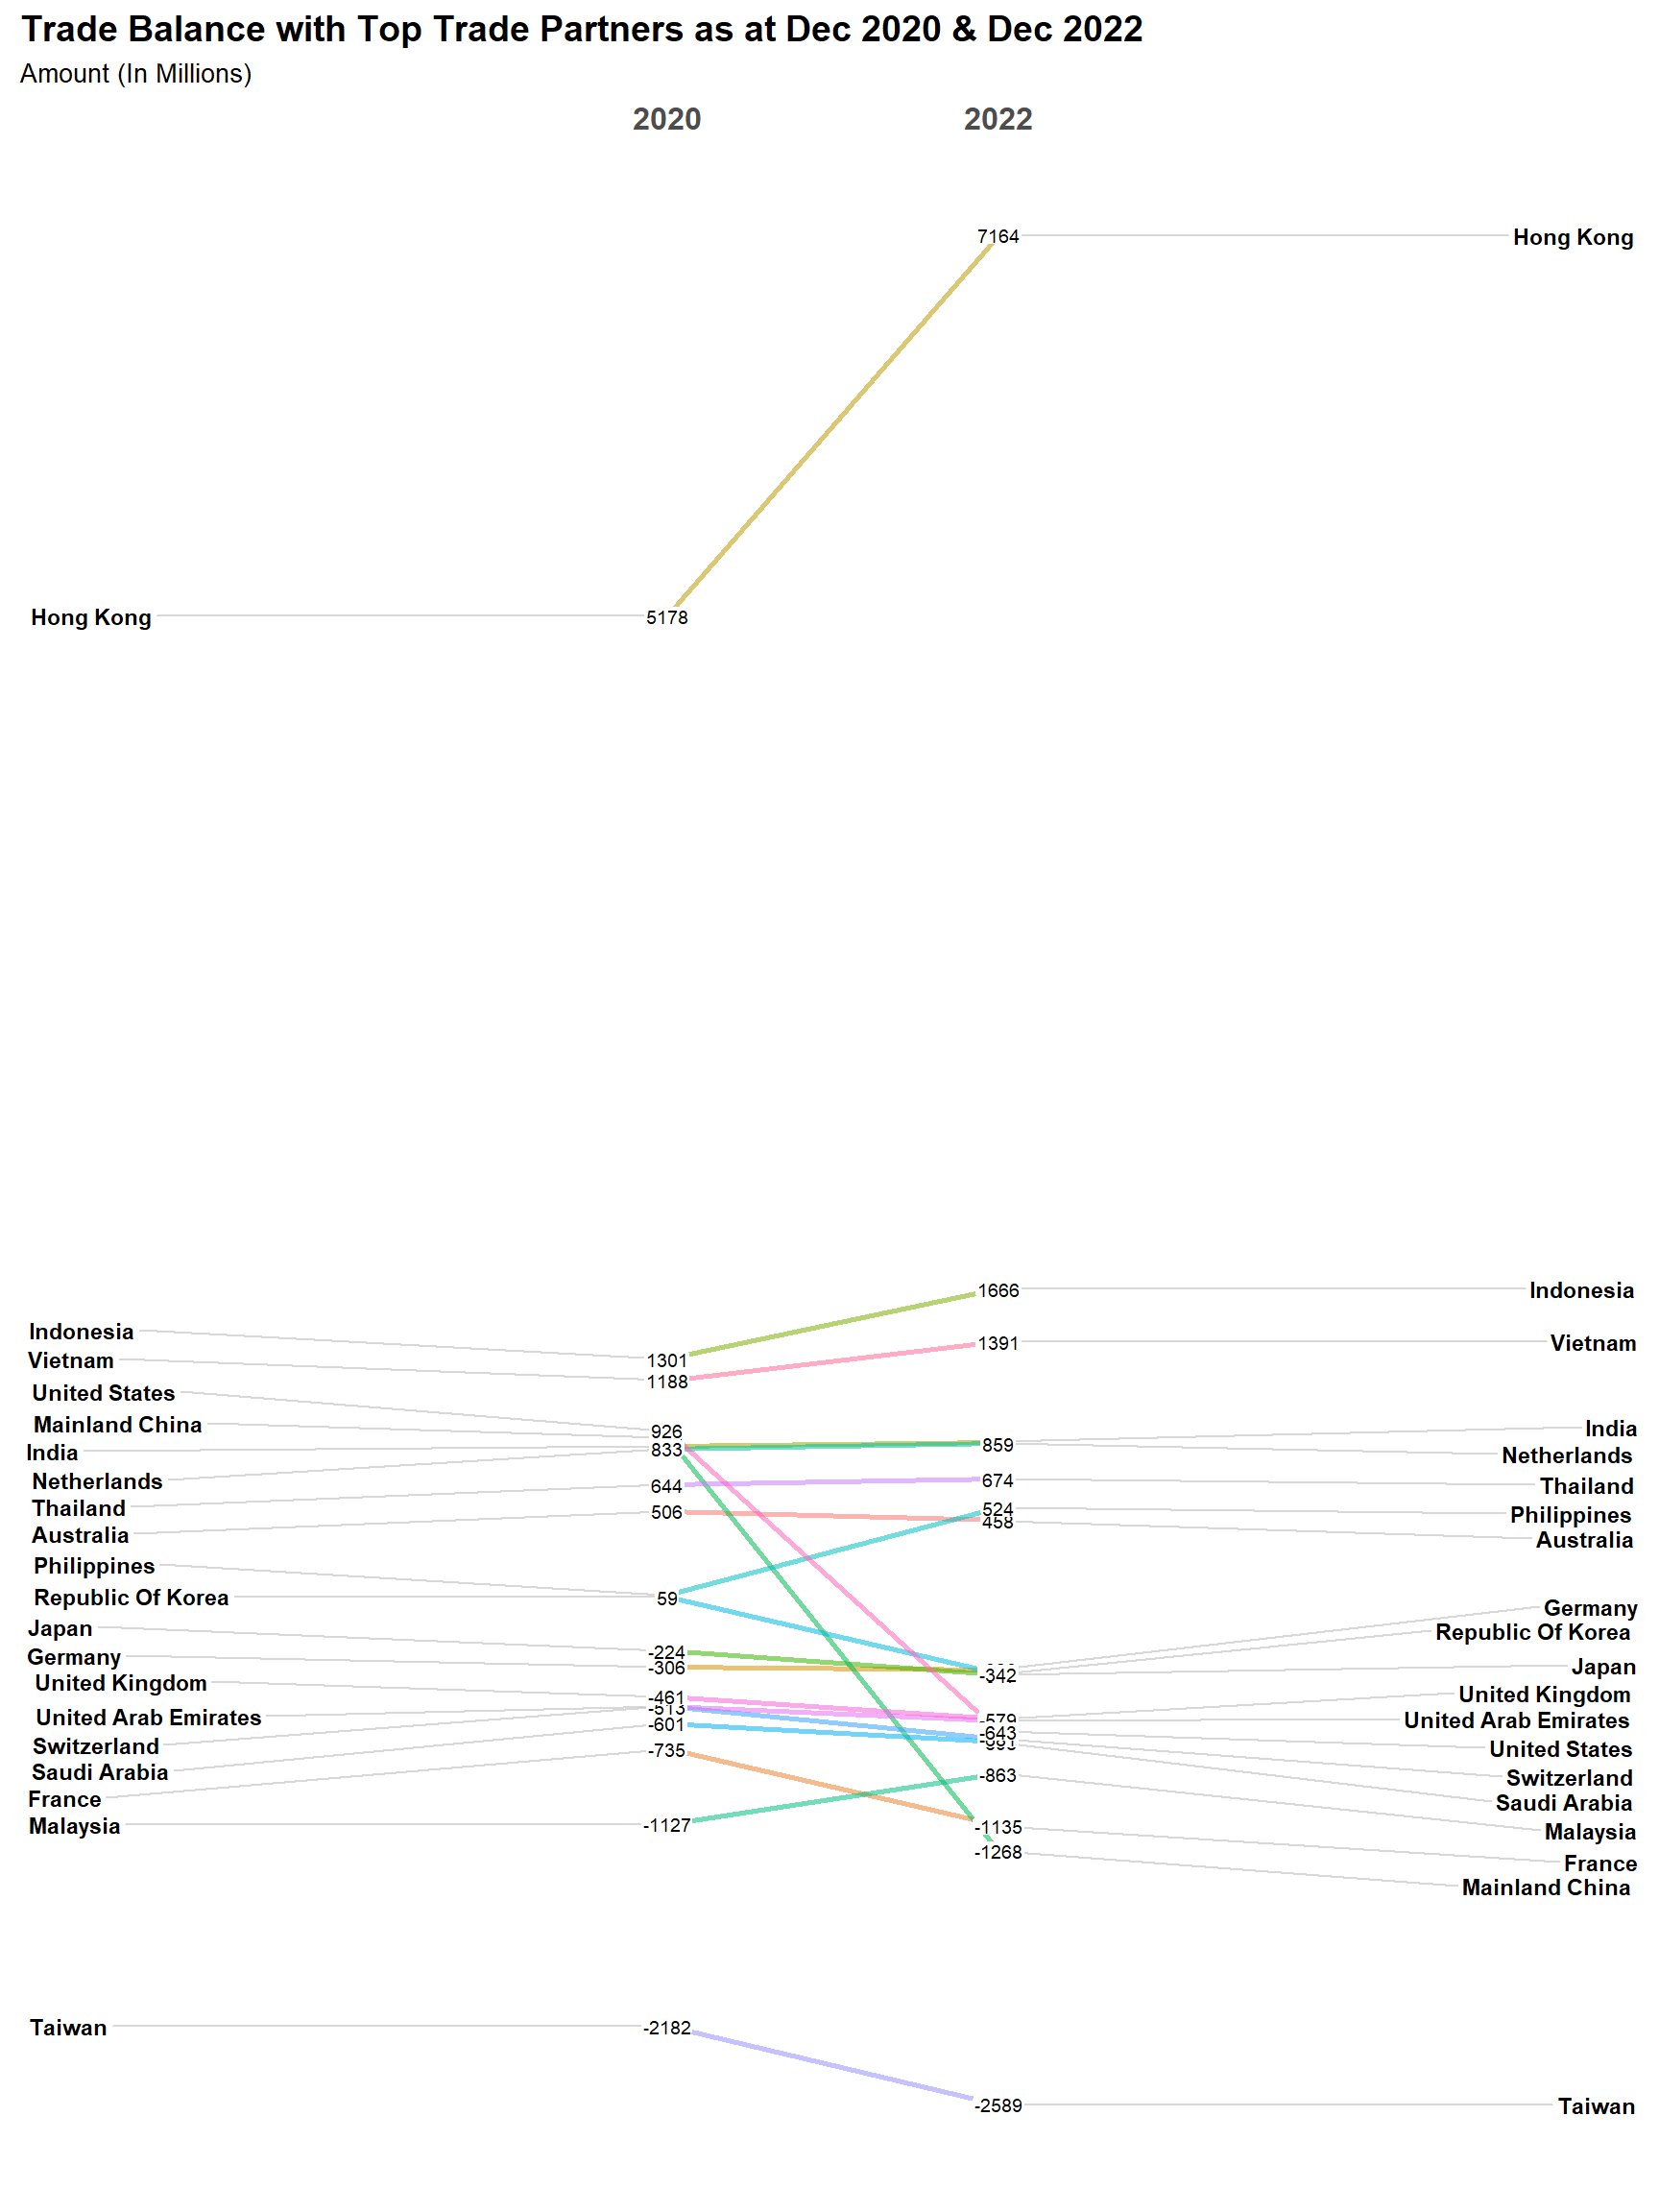 Trade Balance with Top Trade Partners as at Dec 2020 & Dec 2022
Amount (In Millions)
2020 2022
7164 Hong Kong
Hong Kong 5178
1666 Indonesia
Indonesia 1301
1391 Vietnam
Vietnam 1188
United States 926
Mainland China
India 833
Netherlands
859 India
Netherlands
Thailand 644
674 Thailand
Australia 506
524 Philippines
458 Australia
Philippines
Republic Of Korea 59
Germany
Republic Of Korea
Japan -224
-342 Japan
Germany -306
United Kingdom -461
-579 United Kingdom
United Arab Emirates -513
United Arab Emirates
-643 United States
Switzerland
Switzerland
Saudi Arabia -601
Saudi Arabia
France -735
-863 Malaysia
Malaysia -1127
-1135 France
-1268 Mainland China
Taiwan -2182
-2589 Taiwan